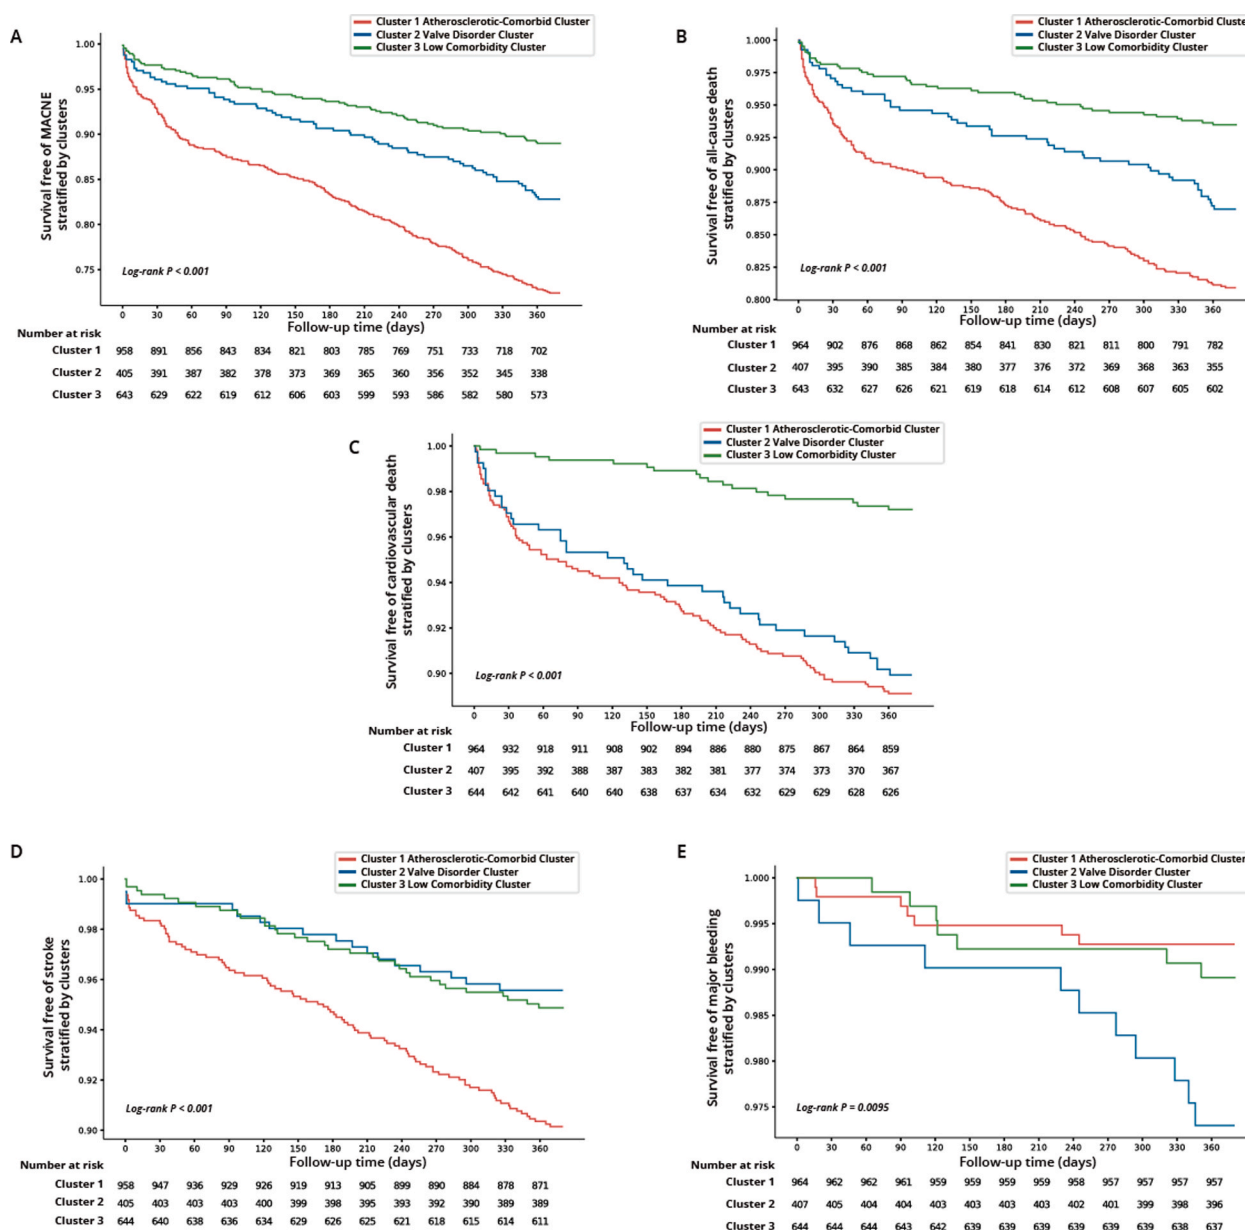 A
Cluster 1 Atherosclerotic-Comorbid Cluster
Cluster 2 Valve Disorder Cluster
Cluster 3 Low Comorbidity Cluster
Survival free of MACNE
stratified by clusters
1.00
0.95
0.90
0.85
0.80
0.75
Log-rank P < 0.001
0 30 60 90 120 150 180 210 240 270 300 330 360
Follow-up time (days)
Number at risk
Cluster 1 958 891 856 843 834 821 803 785 769 751 733 718 702
Cluster 2 405 391 387 382 378 373 369 365 360 356 352 345 338
Cluster 3 643 629 622 619 612 606 603 599 593 586 582 580 573
B
Cluster 1 Atherosclerotic-Comorbid Cluster
Cluster 2 Valve Disorder Cluster
Cluster 3 Low Comorbidity Cluster
Survival free of all-cause death
stratified by clusters
1.000
0.975
0.950
0.925
0.900
0.875
0.850
0.825
0.800
Log-rank P < 0.001
0 30 60 90 120 150 180 210 240 270 300 330 360
Follow-up time (days)
Number at risk
Cluster 1 964 902 876 868 862 854 841 830 821 811 800 791 782
Cluster 2 407 395 390 385 384 380 377 376 372 369 368 363 355
Cluster 3 643 632 627 626 621 619 618 614 612 608 607 605 602
C
Cluster 1 Atherosclerotic-Comorbid Cluster
Cluster 2 Valve Disorder Cluster
Cluster 3 Low Comorbidity Cluster
Survival free of cardiovascular death
stratified by clusters
1.00
0.98
0.96
0.94
0.92
0.90
Log-rank P < 0.001
0 30 60 90 120 150 180 210 240 270 300 330 360
Follow-up time (days)
Number at risk
Cluster 1 964 932 918 911 908 902 894 886 880 875 867 864 859
Cluster 2 407 395 392 388 387 383 382 381 377 374 373 370 367
Cluster 3 644 642 641 640 640 638 637 634 632 629 629 628 626
D
Cluster 1 Atherosclerotic-Comorbid Cluster
Cluster 2 Valve Disorder Cluster
Cluster 3 Low Comorbidity Cluster
Survival free of stroke
stratified by clusters
1.00
0.98
0.96
0.94
0.92
0.90
Log-rank P < 0.001
0 30 60 90 120 150 180 210 240 270 300 330 360
Follow-up time (days)
Number at risk
Cluster 1 958 947 936 929 926 919 913 905 899 890 884 878 871
Cluster 2 405 403 403 403 400 399 398 395 393 392 390 389 389
Cluster 3 644 640 638 636 634 629 626 625 621 618 615 614 611
E
Cluster 1 Atherosclerotic-Comorbid Cluster
Cluster 2 Valve Disorder Cluster
Cluster 3 Low Comorbidity Cluster
Survival free of major bleeding
stratified by clusters
1.000
0.995
0.990
0.985
0.980
0.975
Log-rank P = 0.0095
0 30 60 90 120 150 180 210 240 270 300 330 360
Follow-up time (days)
Number at risk
Cluster 1 964 962 962 961 959 959 959 959 958 957 957 957 957
Cluster 2 407 405 404 404 403 403 403 403 402 401 399 398 396
Cluster 3 644 644 644 643 642 639 639 639 639 639 639 638 637